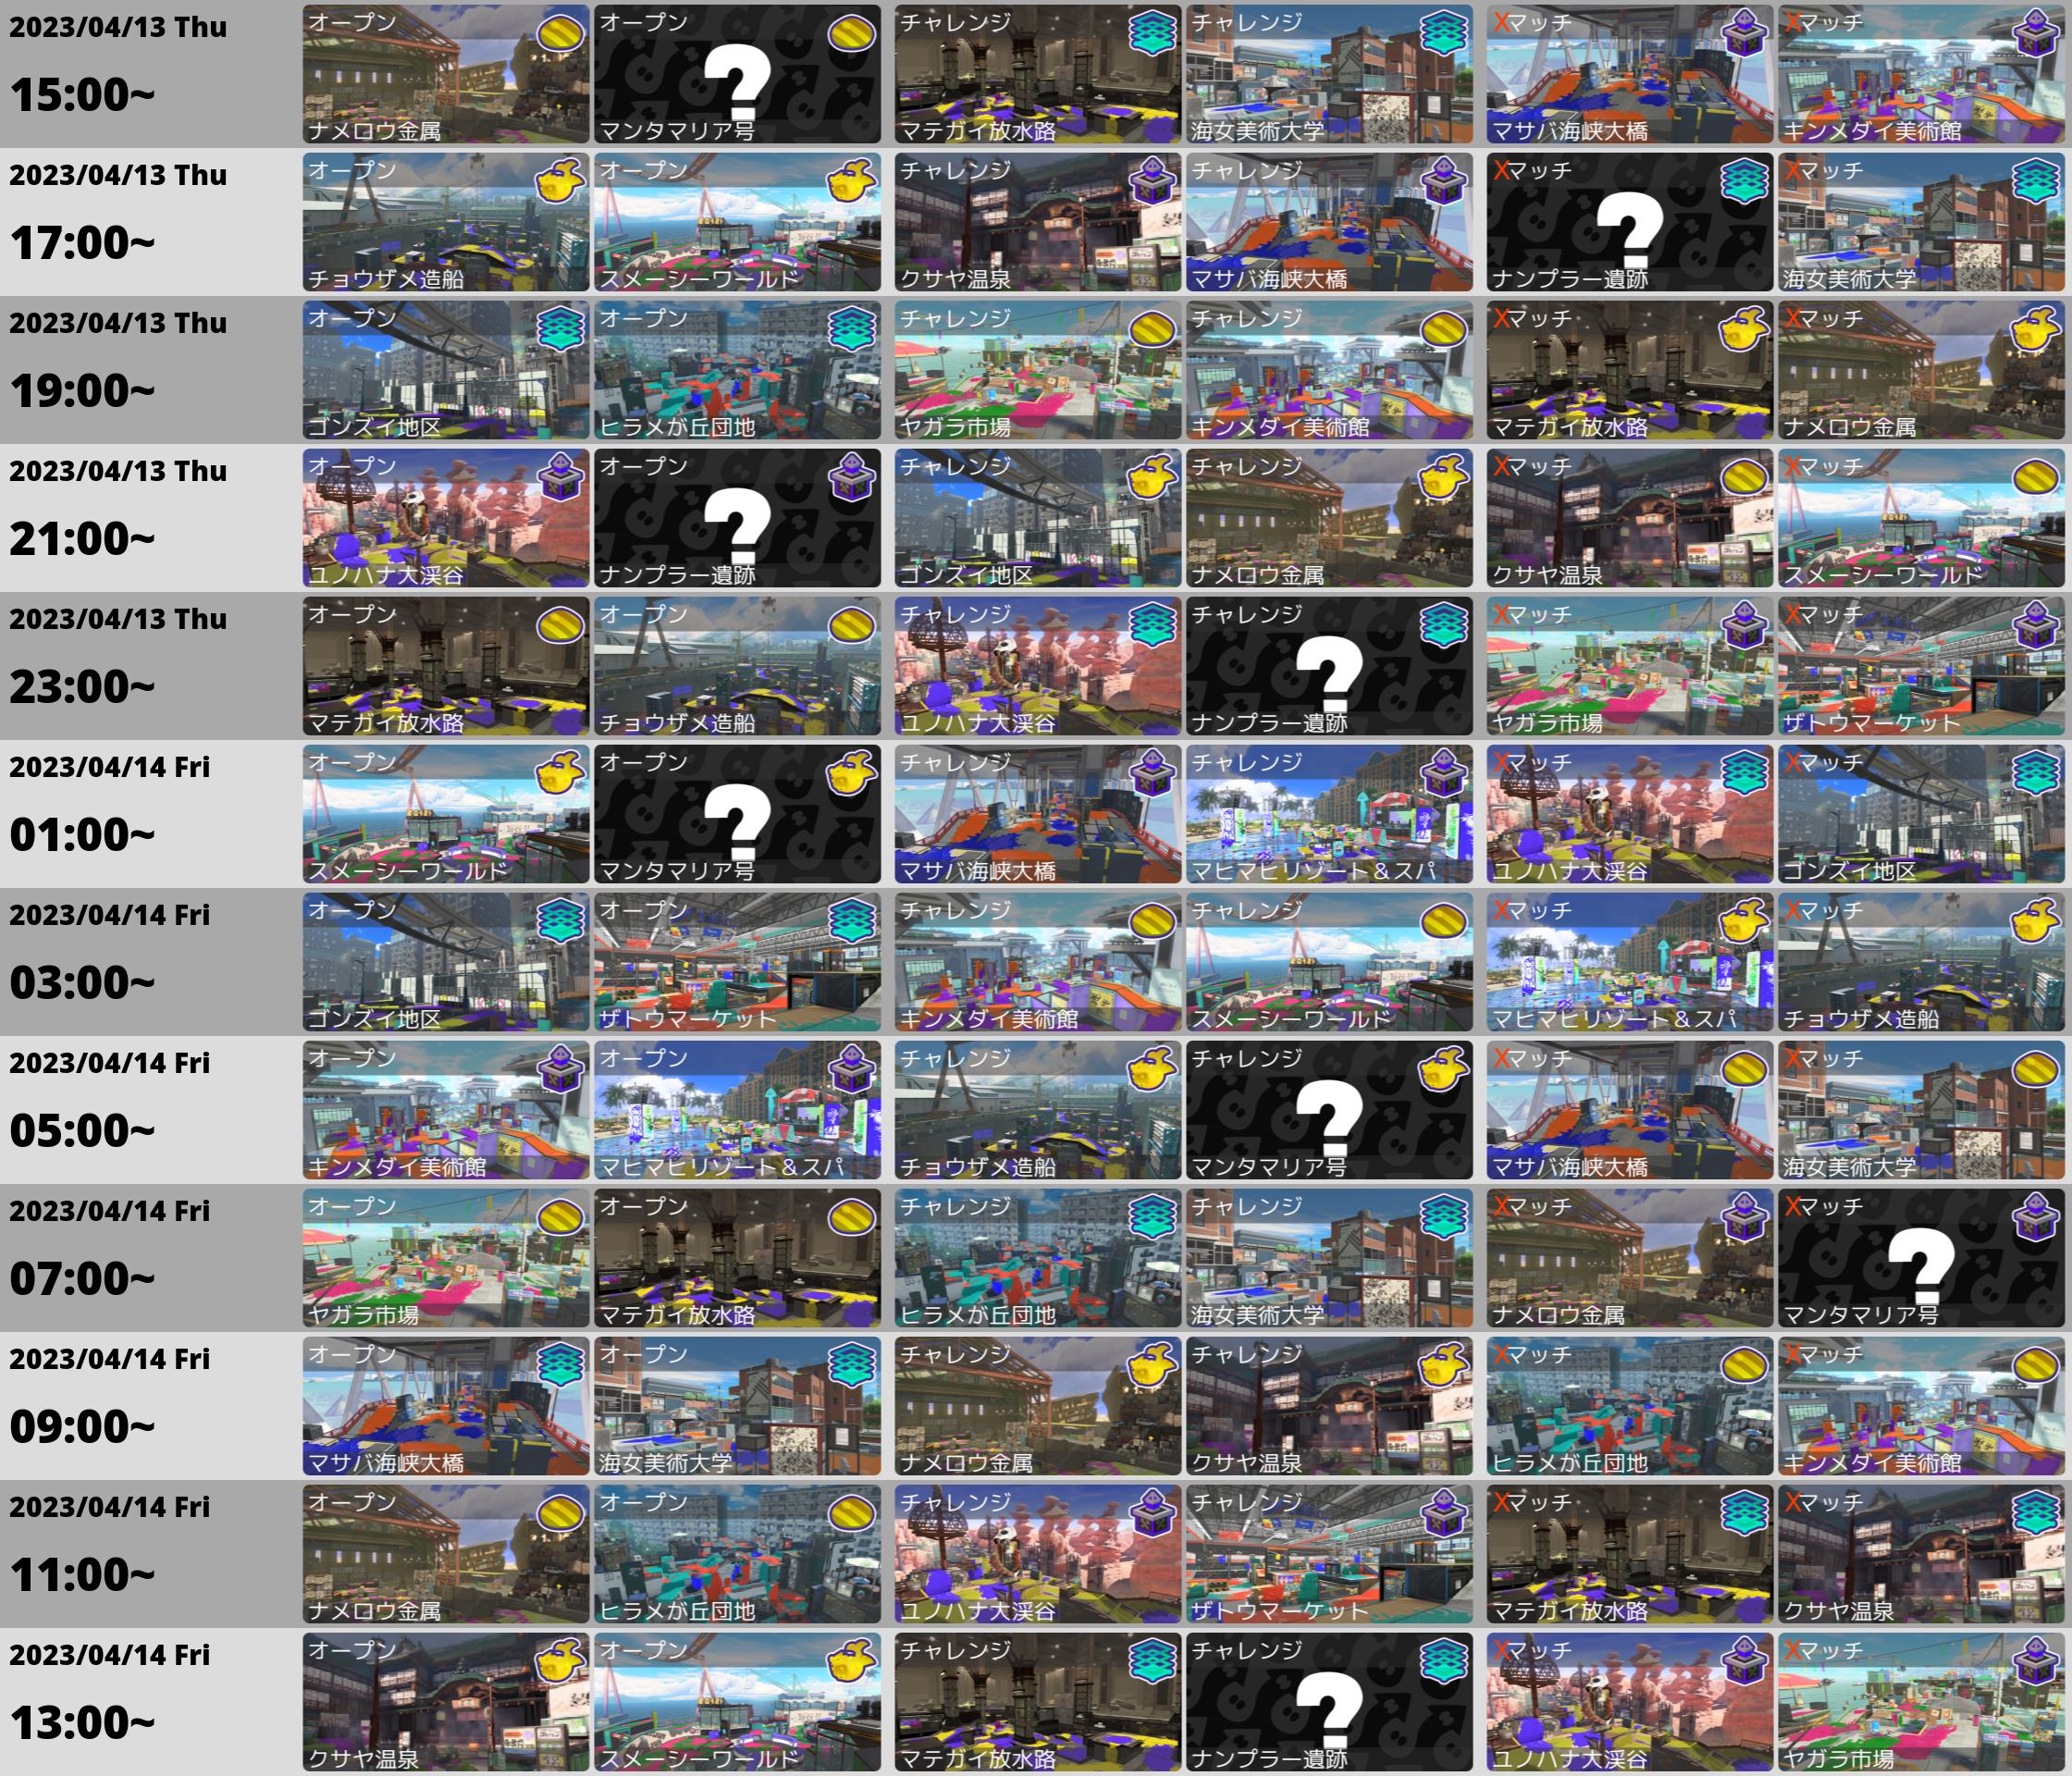 2023/04/13 Thu
15:00~
オープン
ナメロウ金属
オープン
マンタマリア号
チャレンジ
マテガイ放水路
チャレンジ
海女美術大学
Xマッチ
マサバ海峡大橋
Xマッチ
キンメダイ美術館
2023/04/13 Thu
17:00~
オープン
チョウザメ造船
オープン
スメーシーワールド
チャレンジ
クサヤ温泉
チャレンジ
マサバ海峡大橋
Xマッチ
ナンプラー遺跡
Xマッチ
海女美術大学
2023/04/13 Thu
19:00~
オープン
ゴンズイ地区
オープン
ヒラメが丘団地
チャレンジ
ヤガラ市場
チャレンジ
キンメダイ美術館
Xマッチ
マテガイ放水路
Xマッチ
ナメロウ金属
2023/04/13 Thu
21:00~
オープン
ユノハナ大渓谷
オープン
ナンプラー遺跡
チャレンジ
ゴンズイ地区
チャレンジ
ナメロウ金属
Xマッチ
クサヤ温泉
Xマッチ
スメーシーワールド
2023/04/13 Thu
23:00~
オープン
マテガイ放水路
オープン
チョウザメ造船
チャレンジ
ユノハナ大渓谷
チャレンジ
ナンプラー遺跡
Xマッチ
ヤガラ市場
Xマッチ
ザトウマーケット
2023/04/14 Fri
01:00~
オープン
スメーシーワールド
オープン
マンタマリア号
チャレンジ
マサバ海峡大橋
チャレンジ
マヒマヒリゾート＆スパ
Xマッチ
ユノハナ大渓谷
Xマッチ
ゴンズイ地区
2023/04/14 Fri
03:00~
オープン
ゴンズイ地区
オープン
ザトウマーケット
チャレンジ
キンメダイ美術館
チャレンジ
スメーシーワールド
Xマッチ
マヒマヒリゾート＆スパ
Xマッチ
チョウザメ造船
2023/04/14 Fri
05:00~
オープン
キンメダイ美術館
オープン
マヒマヒリゾート＆スパ
チャレンジ
チョウザメ造船
チャレンジ
マンタマリア号
Xマッチ
マサバ海峡大橋
Xマッチ
海女美術大学
2023/04/14 Fri
07:00~
オープン
ヤガラ市場
オープン
マテガイ放水路
チャレンジ
ヒラメが丘団地
チャレンジ
海女美術大学
Xマッチ
ナメロウ金属
Xマッチ
マンタマリア号
2023/04/14 Fri
09:00~
オープン
マサバ海峡大橋
オープン
海女美術大学
チャレンジ
ナメロウ金属
チャレンジ
クサヤ温泉
Xマッチ
ヒラメが丘団地
Xマッチ
キンメダイ美術館
2023/04/14 Fri
11:00~
オープン
ナメロウ金属
オープン
ヒラメが丘団地
チャレンジ
ユノハナ大渓谷
チャレンジ
ザトウマーケット
Xマッチ
マテガイ放水路
Xマッチ
クサヤ温泉
2023/04/14 Fri
13:00~
オープン
クサヤ温泉
オープン
スメーシーワールド
チャレンジ
マテガイ放水路
チャレンジ
ナンプラー遺跡
Xマッチ
ユノハナ大渓谷
Xマッチ
ヤガラ市場